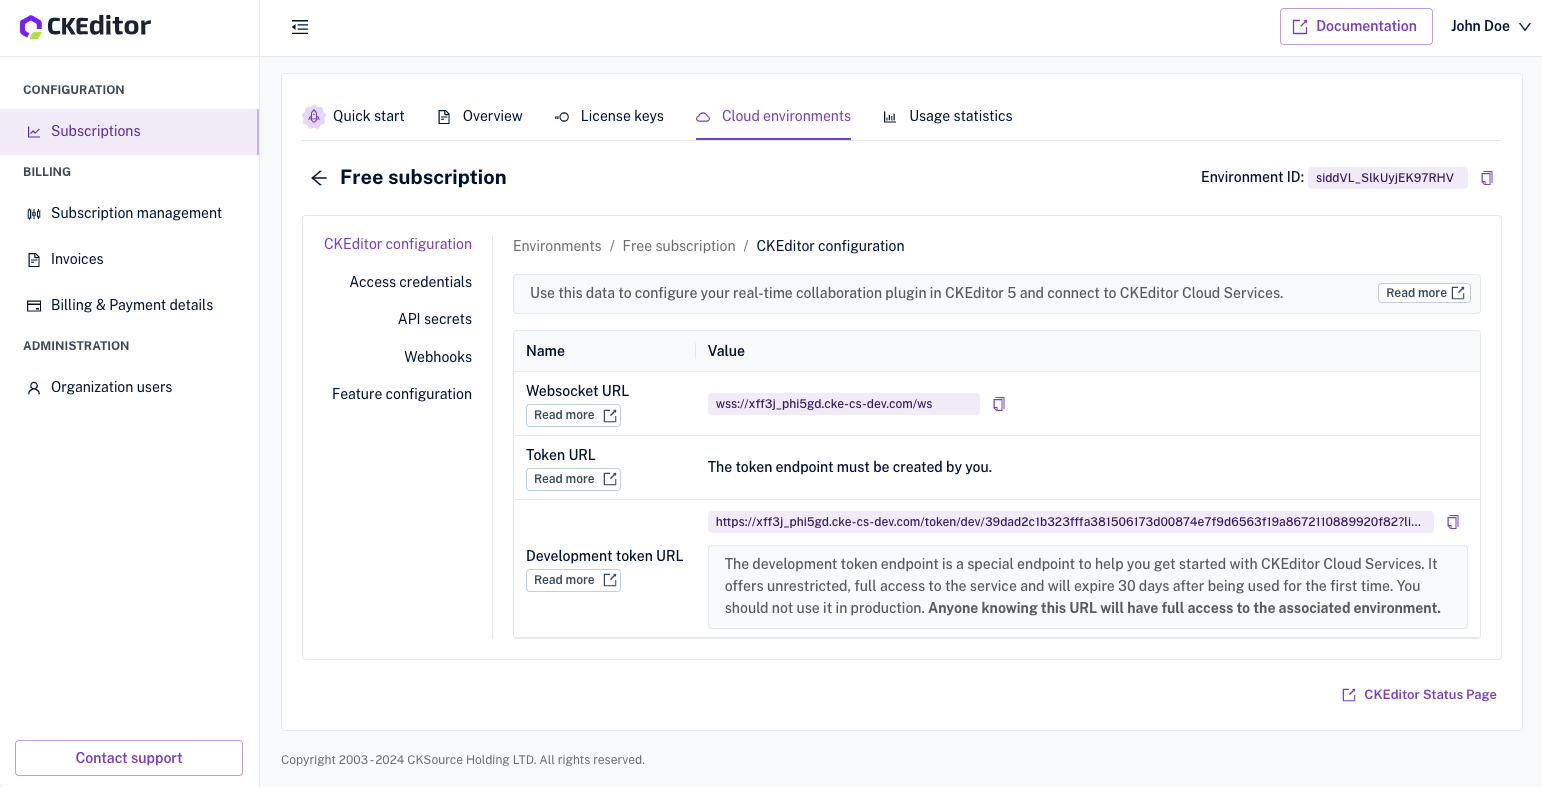 CKEditor
Documentation
John Doe
CONFIGURATION
Subscriptions
BILLING
Subscription management
Invoices
Billing & Payment details
ADMINISTRATION
Organization users
Contact support
Quick start
Overview
License keys
Cloud environments
Usage statistics
Free subscription
Environment ID: siddVL_SlkUyjEK97RHV
CKEditor configuration
Access credentials
API secrets
Webhooks
Feature configuration
Environments / Free subscription / CKEditor configuration
Use this data to configure your real-time collaboration plugin in CKEditor 5 and connect to CKEditor Cloud Services.
Read more
Name
Value
Websocket URL
Read more
wss://xff3j_phi5gd.cke-cs-dev.com/ws
Token URL
Read more
The token endpoint must be created by you.
Development token URL
Read more
https://xff3j_phi5gd.cke-cs-dev.com/token/dev/39dad2c1b323fffa381506173d00874e7f9d6563f19a8672110889920f82?li...
The development token endpoint is a special endpoint to help you get started with CKEditor Cloud Services. It
offers unrestricted, full access to the service and will expire 30 days after being used for the first time. You
should not use it in production. Anyone knowing this URL will have full access to the associated environment.
CKEditor Status Page
Copyright 2003-2024 CKSource Holding LTD. All rights reserved.